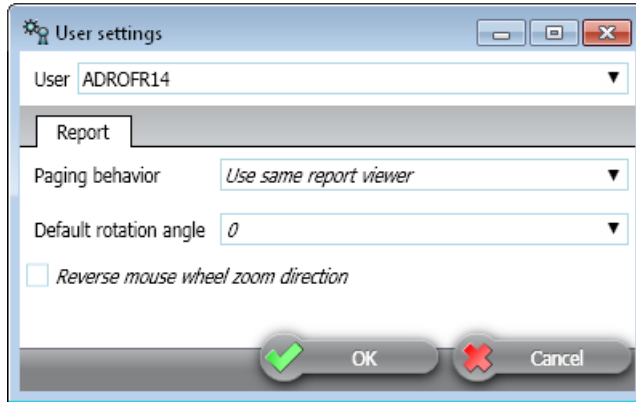 User settings
User ADROFR14
Report
Paging behavior Use same report viewer
Default rotation angle 0
Reverse mouse wheel zoom direction
OK Cancel